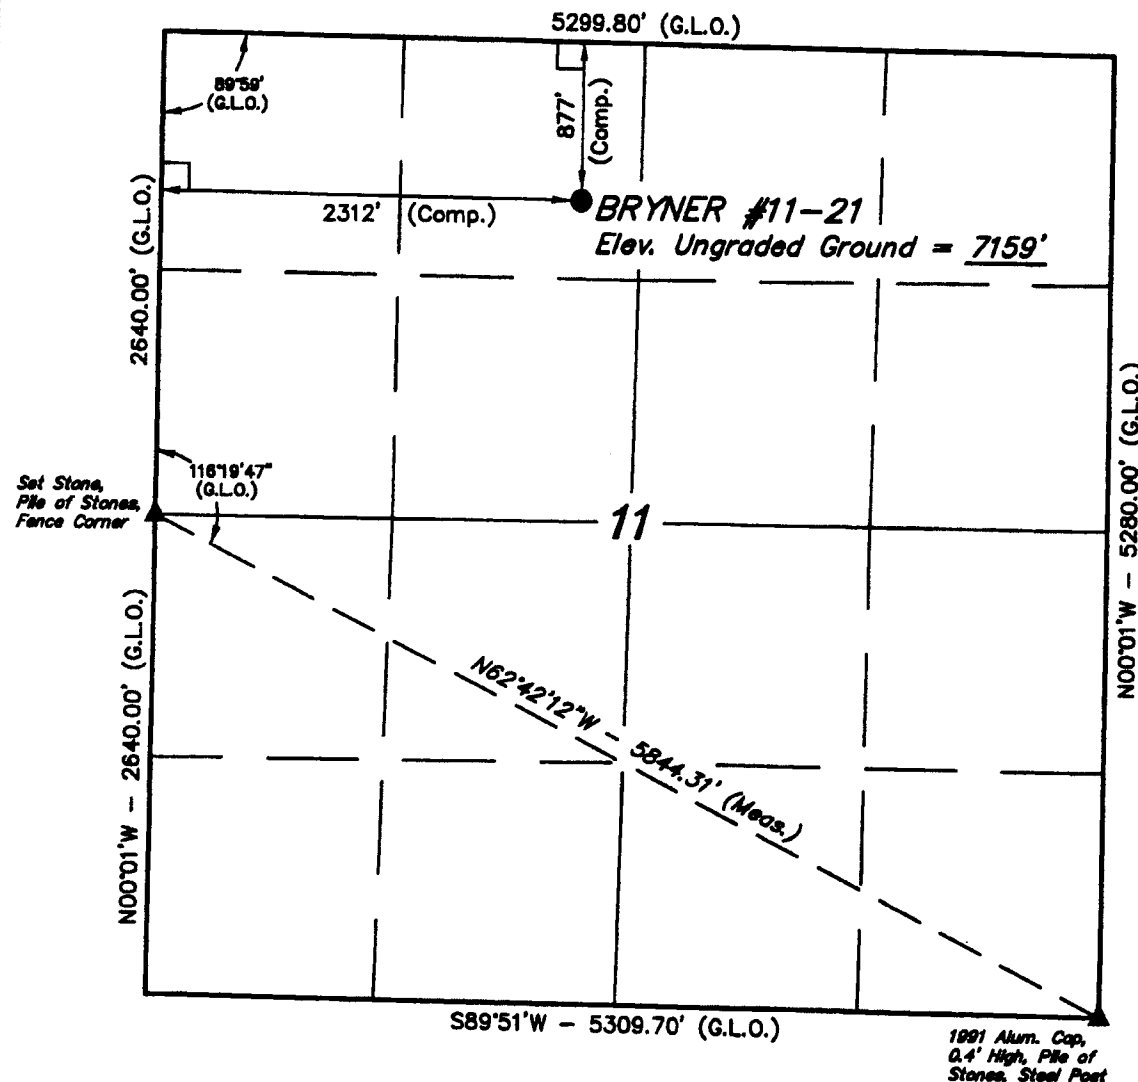 5299.80' (G.L.O.)
89°59'
(G.L.O.)
877'
(Comp.)
2312' (Comp.)
BRYNER #11-21
Elev. Ungraded Ground = 7159'
2640.00' (G.L.O.)
116°19'47"
(G.L.O.)
Set Stone,
Pile of Stones,
Fence Corner
11
N00°01'W - 5280.00' (G.L.O.)
N00°01'W - 2640.00' (G.L.O.)
N62°42'12"W - 5844.31' (Meas.)
S89°51'W - 5309.70' (G.L.O.)
1991 Alum. Cap,
0.4' High, Pile of
Stones, Steel Post